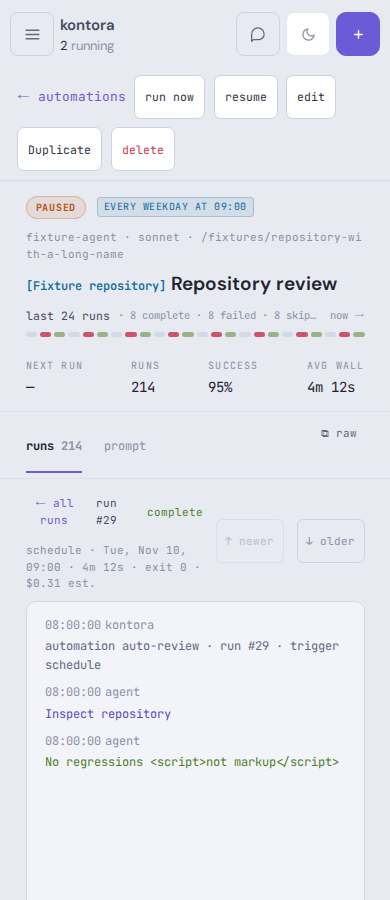 kontora
2 running
← automations run now resume edit
Duplicate delete
PAUSED EVERY WEEKDAY AT 09:00
fixture-agent · sonnet · /fixtures/repository-wi
th-a-long-name
[Fixture repository] Repository review
last 24 runs · 8 complete · 8 failed · 8 skip… now →
NEXT RUN RUNS SUCCESS AVG WALL
— 214 95% 4m 12s
runs 214 prompt ⧉ raw
← all runs run #29 complete
↑ newer ↓ older
schedule · Tue, Nov 10,
09:00 · 4m 12s · exit 0 ·
$0.31 est.
08:00:00 kontora
automation auto-review · run #29 · trigger
schedule
08:00:00 agent
Inspect repository
08:00:00 agent
No regressions <script>not markup</script>